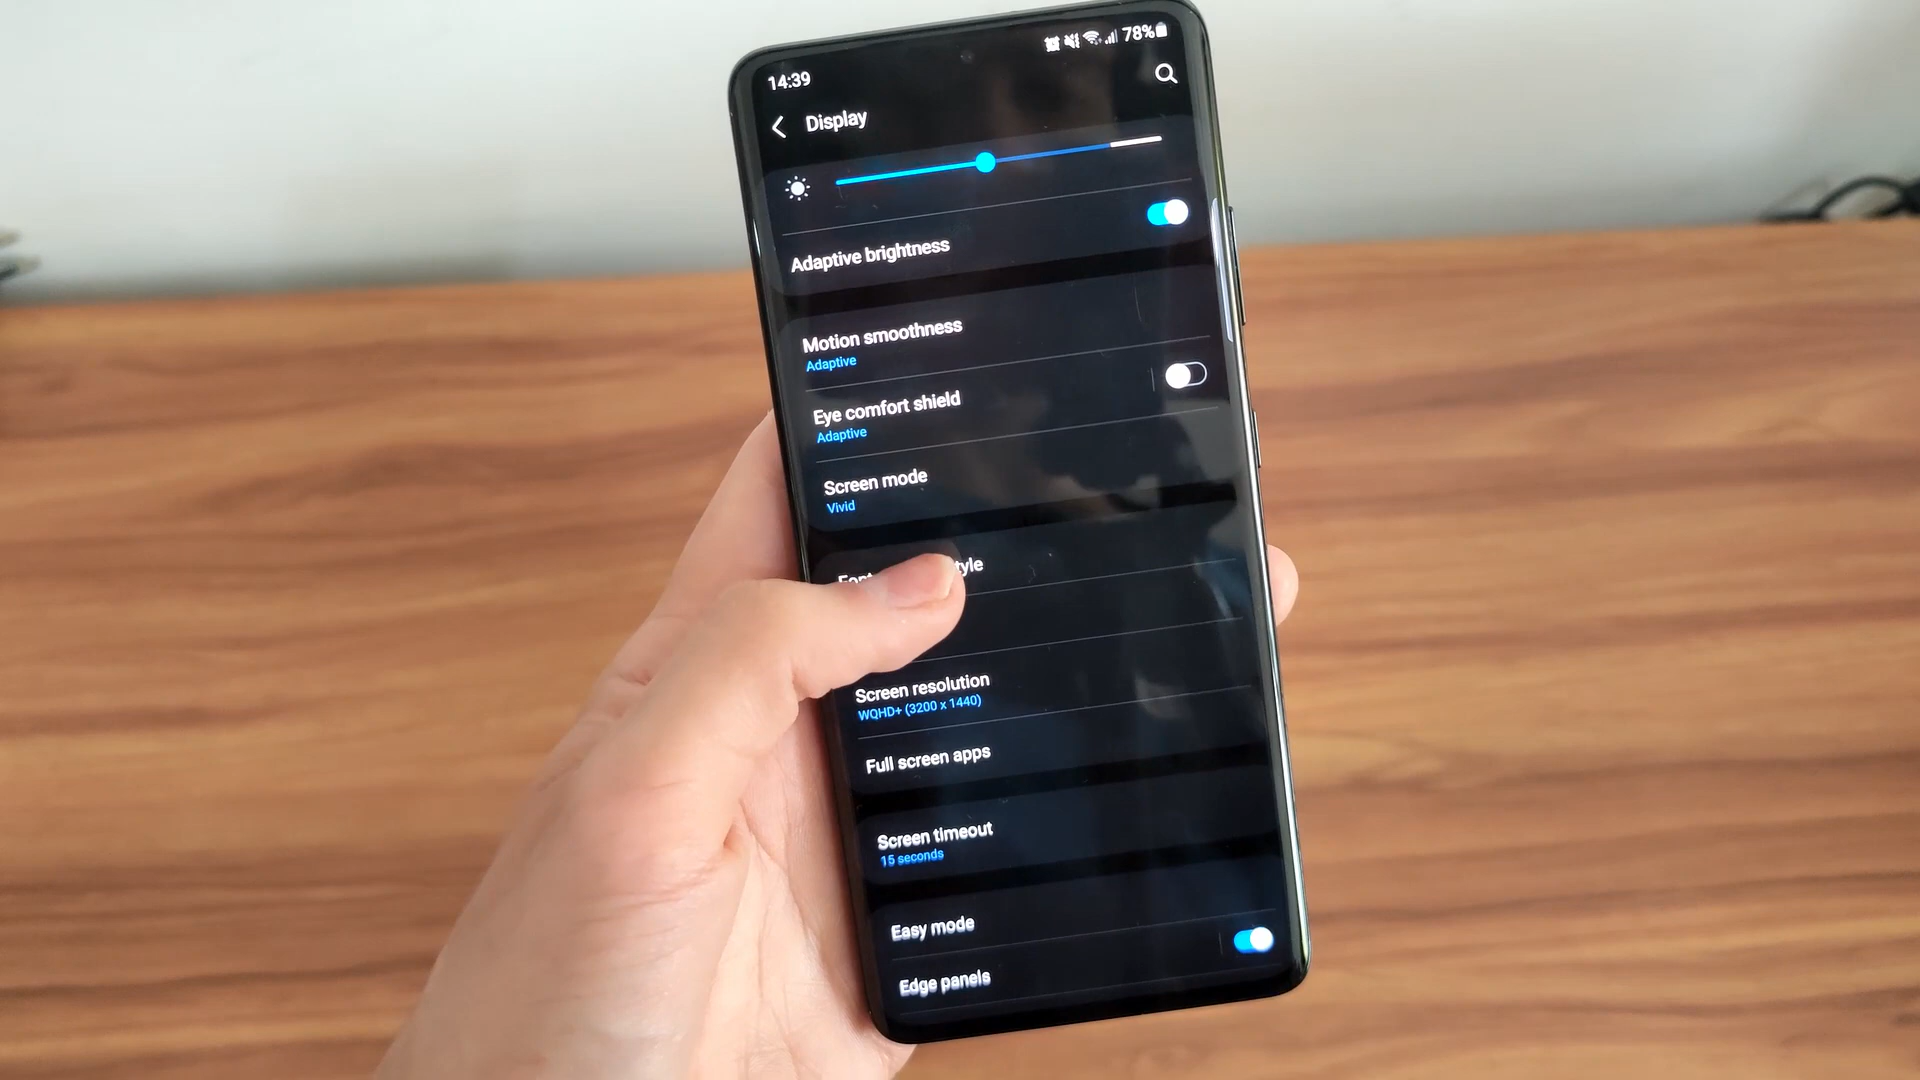 78%
14:39
Display
Adaptive brightness
Motion smoothness
Adaptive
Eye comfort shield
Adaptive
Screen mode
Vivid
Screen resolution
WQHD+ (3200 x 1440)
Full screen apps
Screen timeout
15 seconds
Easy mode
Edge panels